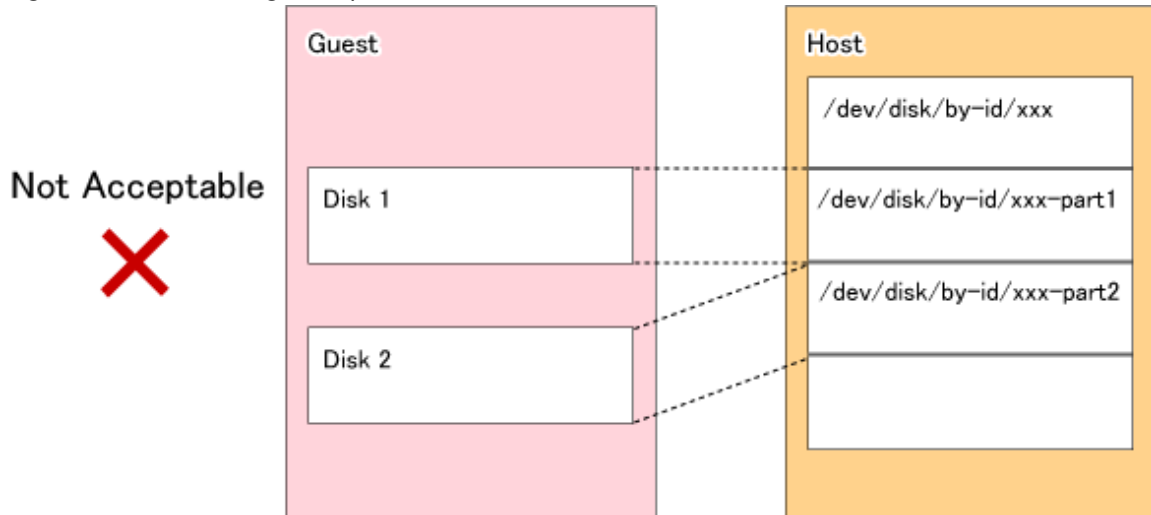 Guest
Host
/dev/disk/by-id/xxx
Not Acceptable
Disk 1
/dev/disk/by-id/xxx-part1
/dev/disk/by-id/xxx-part2
Disk 2